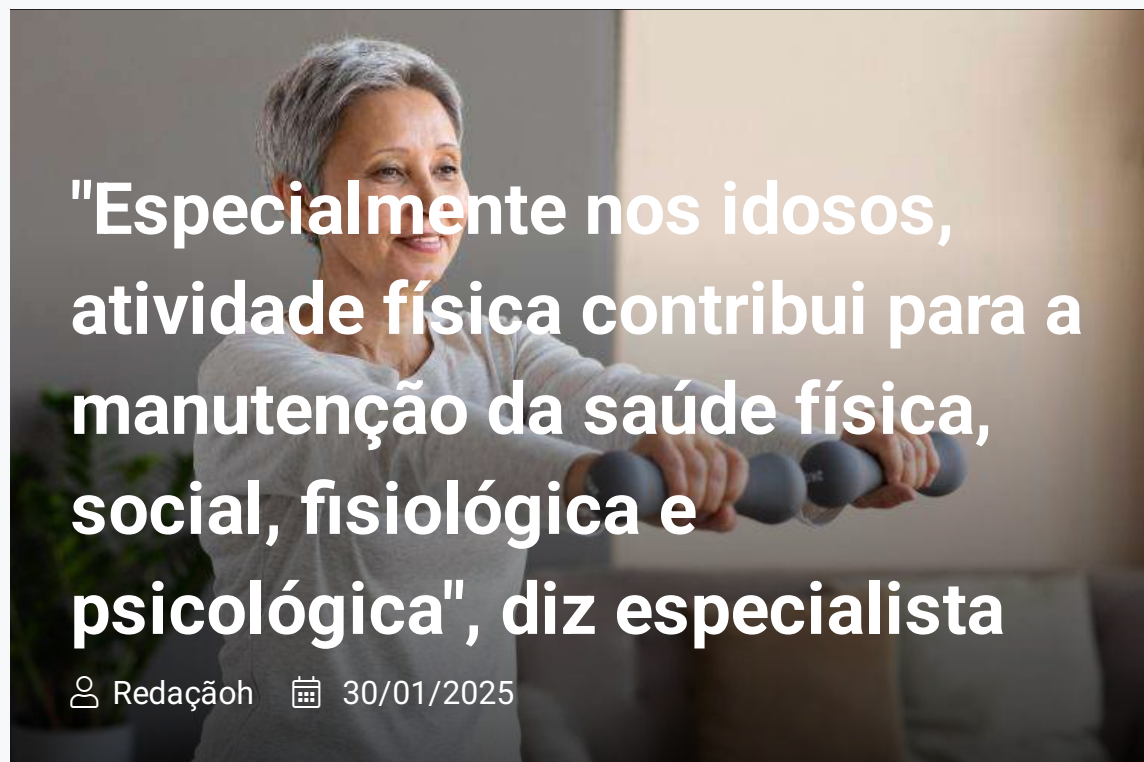 "Especialmente nos idosos,
atividade física contribui para a
manutenção da saúde física,
social, fisiológica e
psicológica", diz especialista
Redaçãoh 30/01/2025